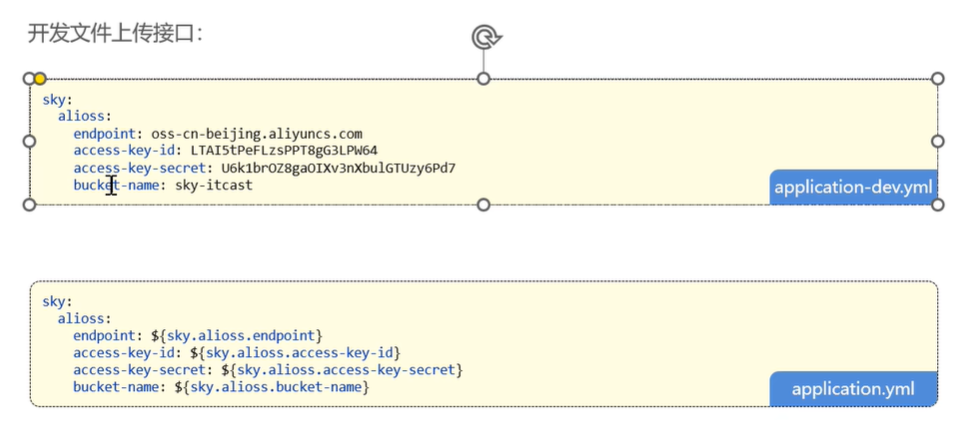 开发文件上传接口：
sky:
alioss:
endpoint: oss-cn-beijing.aliyuncs.com
access-key-id: LTAI5tPeFLzsPPT8gG3LPW64
access-key-secret: U6k1brOZ8gaOIXv3nXbulGTUzy6Pd7
bucket-name: sky-itcast
application-dev.yml
sky:
alioss:
endpoint: ${sky.alioss.endpoint}
access-key-id: ${sky.alioss.access-key-id}
access-key-secret: ${sky.alioss.access-key-secret}
bucket-name: ${sky.alioss.bucket-name}
application.yml